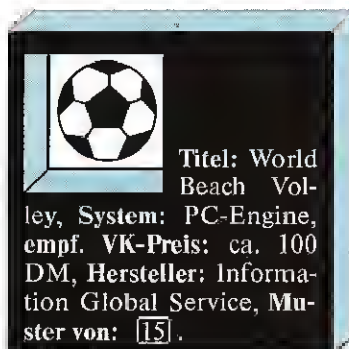 Titel: World
Beach Vol-
ley, System: PC-Engine,
empf. VK-Preis: ca. 100
DM, Hersteller: Informa-
tion Global Service, Mu-
ster von: 15 .